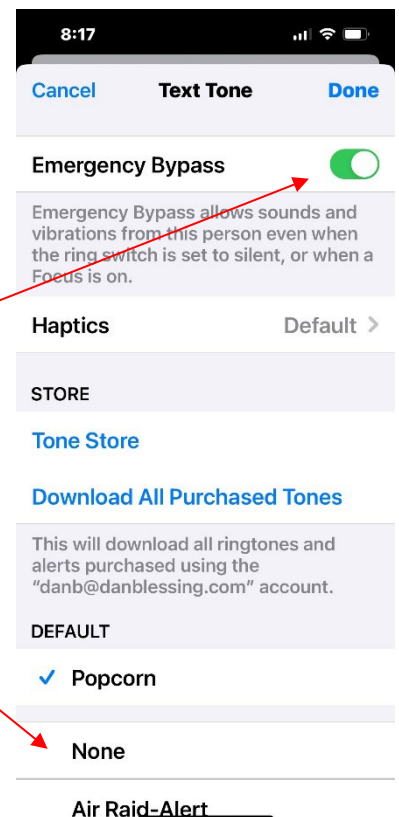 8:17
Cancel Text Tone Done
Emergency Bypass
Emergency Bypass allows sounds and
vibrations from this person even when
the ring switch is set to silent, or when a
Focus is on.
Haptics Default >
STORE
Tone Store
Download All Purchased Tones
This will download all ringtones and
alerts purchased using the
“danb@danblessing.com” account.
DEFAULT
✓ Popcorn
None
Air Raid-Alert